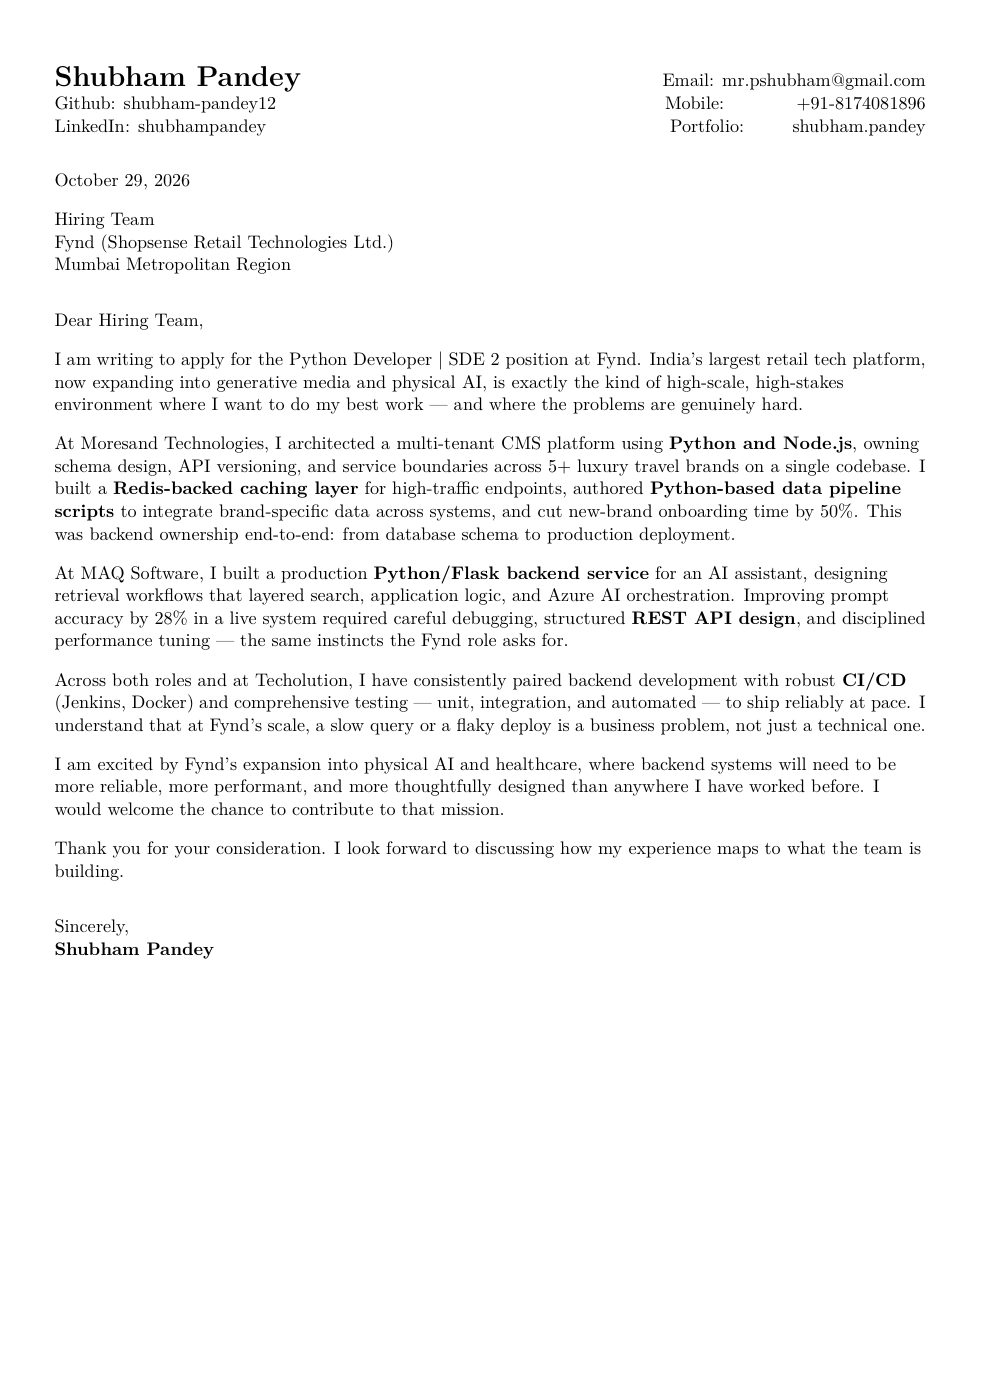 Shubham Pandey
Github: shubham-pandey12
LinkedIn: shubhampandey
Email: mr.pshubham@gmail.com
Mobile: +91-8174081896
Portfolio: shubham.pandey
October 29, 2026
Hiring Team
Fynd (Shopsense Retail Technologies Ltd.)
Mumbai Metropolitan Region
Dear Hiring Team,
I am writing to apply for the Python Developer | SDE 2 position at Fynd. India's largest retail tech platform,
now expanding into generative media and physical AI, is exactly the kind of high-scale, high-stakes
environment where I want to do my best work — and where the problems are genuinely hard.
At Moresand Technologies, I architected a multi-tenant CMS platform using Python and Node.js, owning
schema design, API versioning, and service boundaries across 5+ luxury travel brands on a single codebase. I
built a Redis-backed caching layer for high-traffic endpoints, authored Python-based data pipeline
scripts to integrate brand-specific data across systems, and cut new-brand onboarding time by 50%. This
was backend ownership end-to-end: from database schema to production deployment.
At MAQ Software, I built a production Python/Flask backend service for an AI assistant, designing
retrieval workflows that layered search, application logic, and Azure AI orchestration. Improving prompt
accuracy by 28% in a live system required careful debugging, structured REST API design, and disciplined
performance tuning — the same instincts the Fynd role asks for.
Across both roles and at Techolution, I have consistently paired backend development with robust CI/CD
(Jenkins, Docker) and comprehensive testing — unit, integration, and automated — to ship reliably at pace. I
understand that at Fynd's scale, a slow query or a flaky deploy is a business problem, not just a technical one.
I am excited by Fynd's expansion into physical AI and healthcare, where backend systems will need to be
more reliable, more performant, and more thoughtfully designed than anywhere I have worked before. I
would welcome the chance to contribute to that mission.
Thank you for your consideration. I look forward to discussing how my experience maps to what the team is
building.
Sincerely,
Shubham Pandey